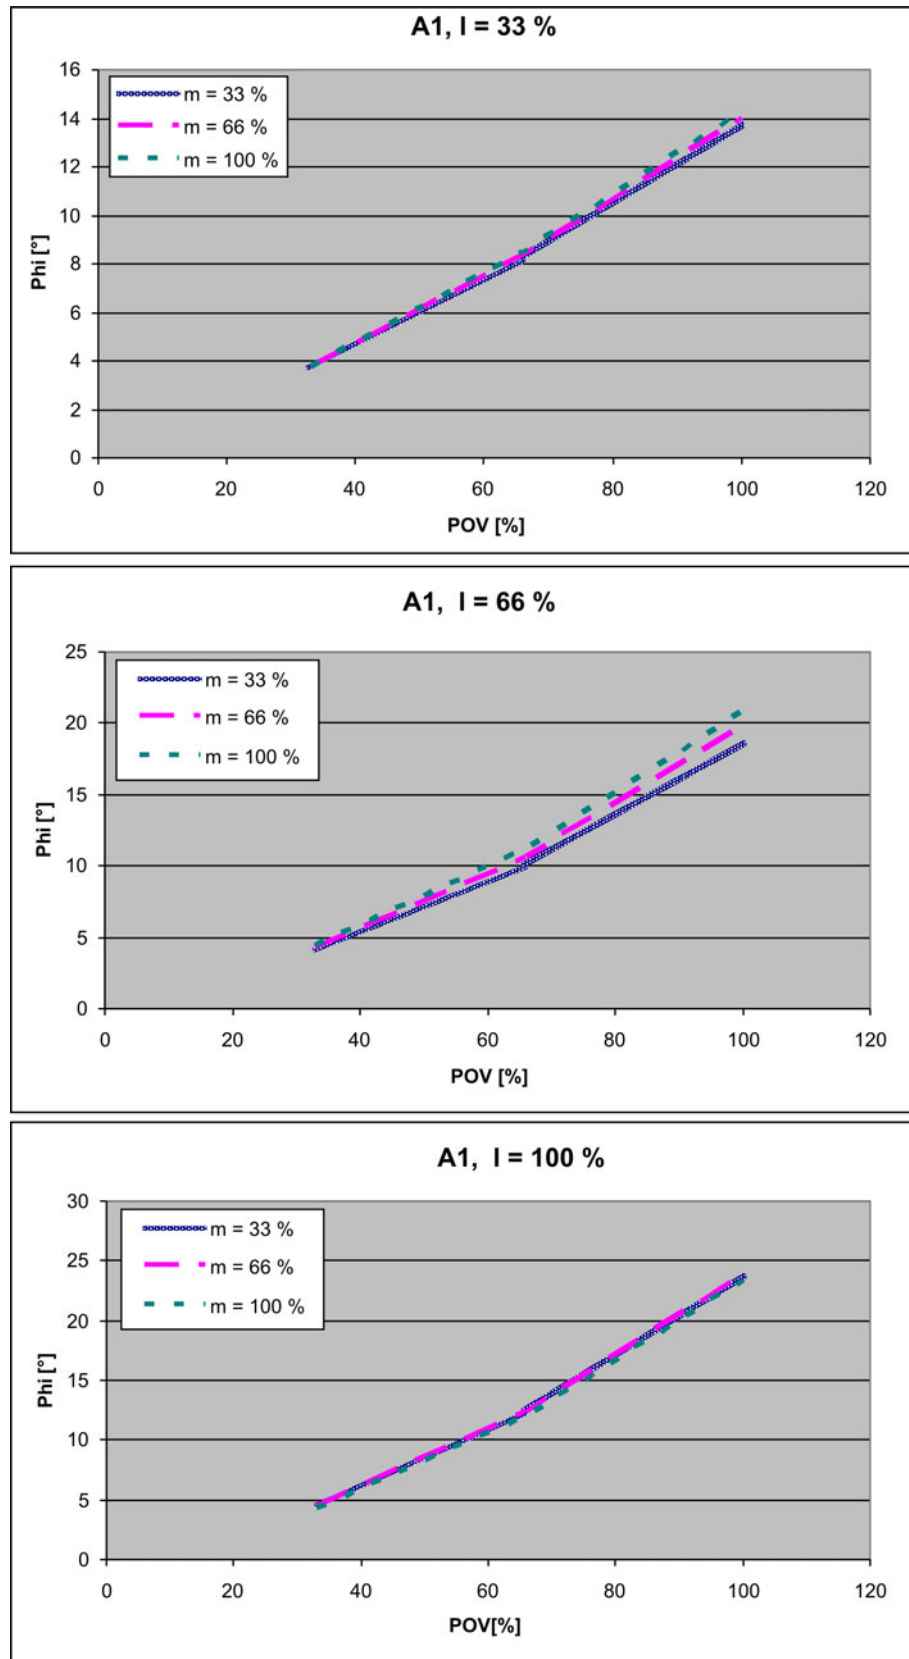 A1, l = 33 %
m = 33 %
m = 66 %
m = 100 %
16
14
12
10
8
6
4
2
0
Phi [°]
0 20 40 60 80 100 120
POV [%]
A1, l = 66 %
m = 33 %
m = 66 %
m = 100 %
25
20
15
10
5
0
Phi [°]
0 20 40 60 80 100 120
POV [%]
A1, l = 100 %
m = 33 %
m = 66 %
m = 100 %
30
25
20
15
10
5
0
Phi [°]
0 20 40 60 80 100 120
POV[%]